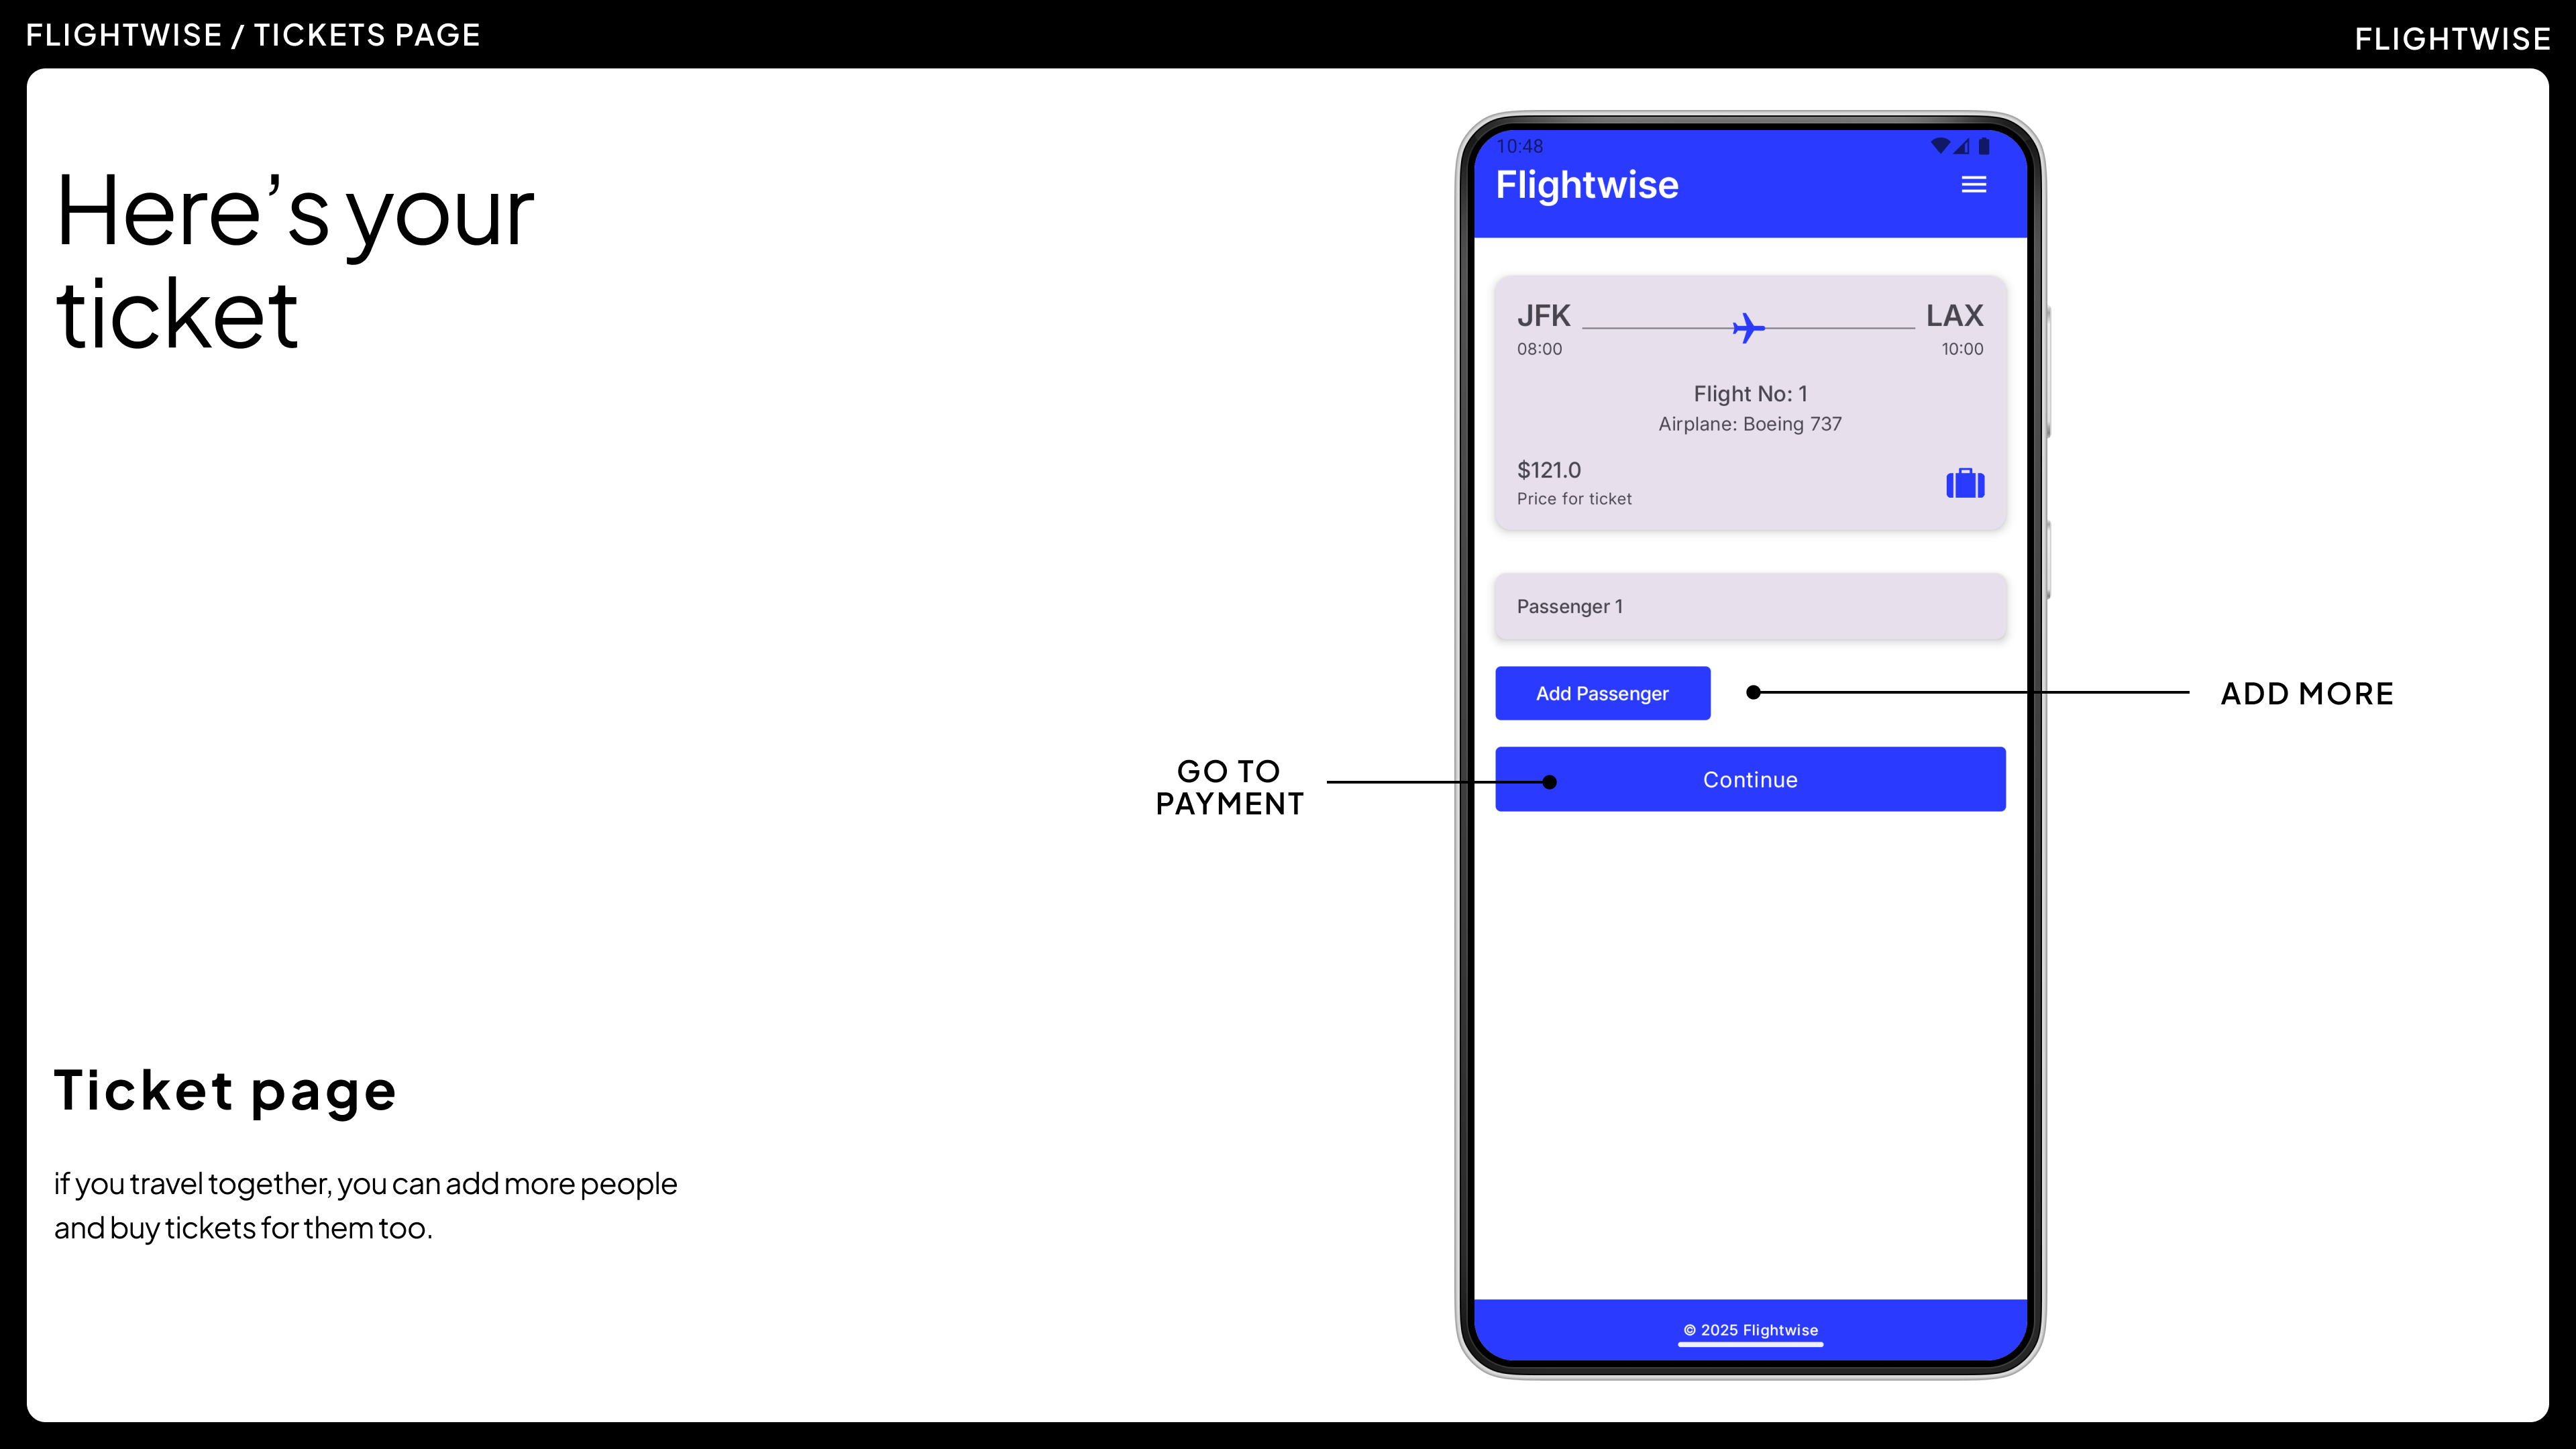 FLIGHTWISE / TICKETS PAGE
FLIGHTWISE
Here’s your
ticket
10:48
Flightwise
JFK
LAX
08:00
10:00
Flight No: 1
Airplane: Boeing 737
$121.0
Price for ticket
Passenger 1
Add Passenger
ADD MORE
GO TO
PAYMENT
Continue
Ticket page
if you travel together, you can add more people
and buy tickets for them too.
© 2025 Flightwise